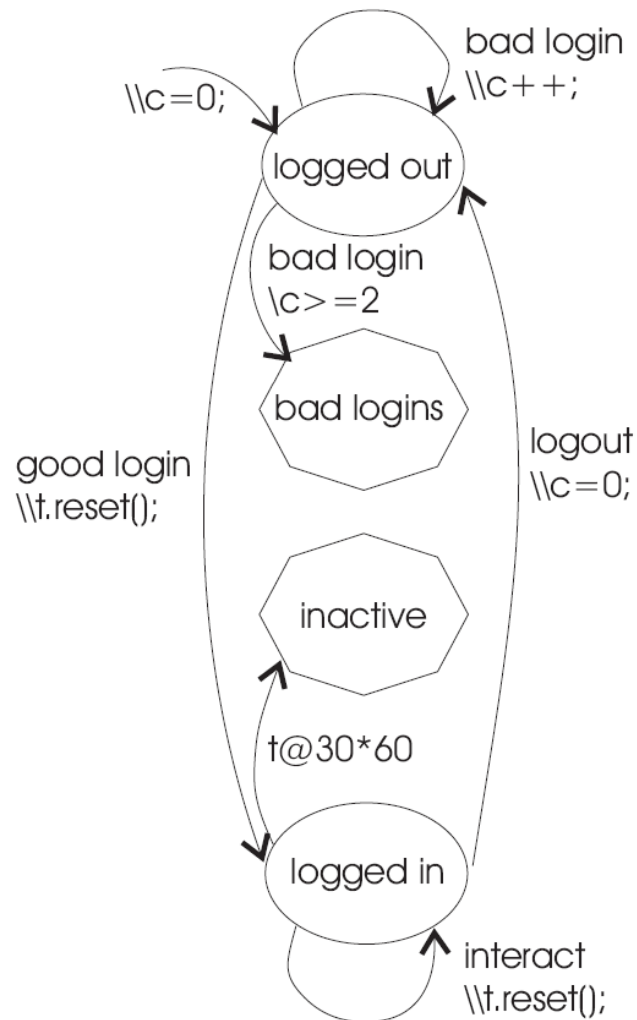 bad login
\\c++;
\\c=0;
logged out
bad login
\c>=2
bad logins
good login
\\t.reset();
logout
\\c=0;
inactive
t@30*60
logged in
interact
\\t.reset();